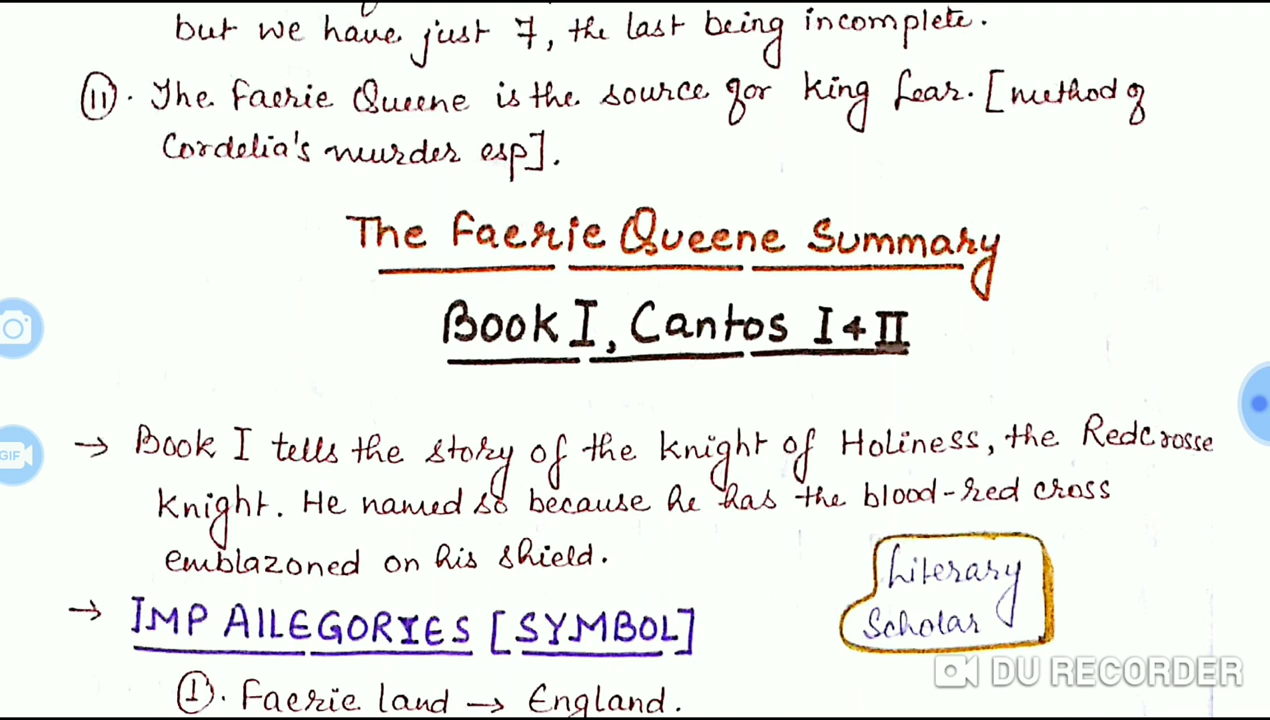 but we have just 7, the last being incomplete.
11. The Faerie Queene is the source for King Lear. [method of
Cordelia's murder esp].
The Faerie Queene Summary
Book I, Cantos I & II
→ Book I tells the story of the Knight of Holiness, the Redcrosse
Knight. He named so because he has the blood-red cross
emblazoned on his shield.
Literary
Scholar
→ IMP AllEGORIES [SYMBOL]
1. Faerie land → England.
DU RECORDER
GIF